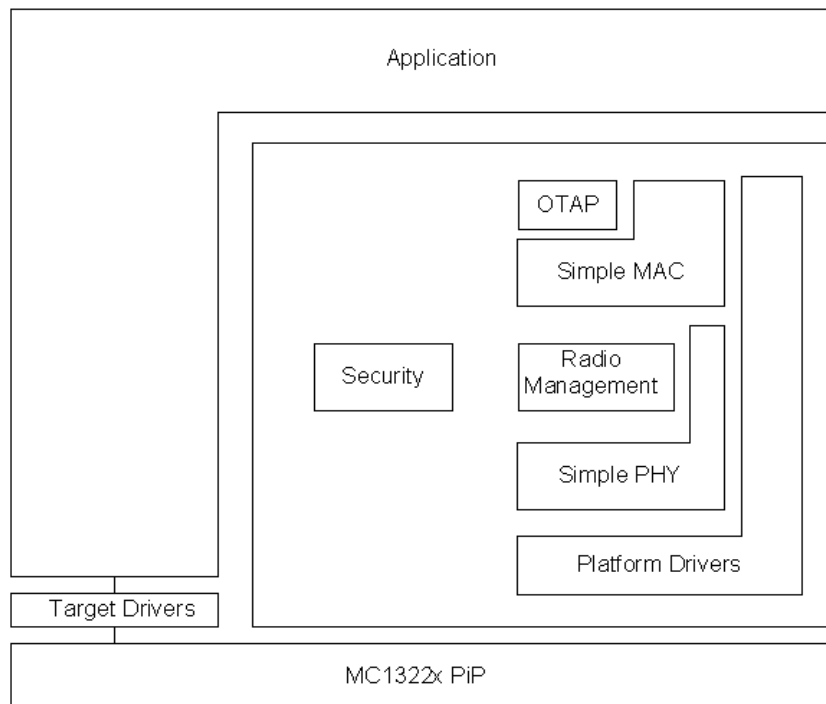 Application
OTAP
Simple MAC
Security
Radio
Management
Simple PHY
Platform Drivers
Target Drivers
MC1322x PiP